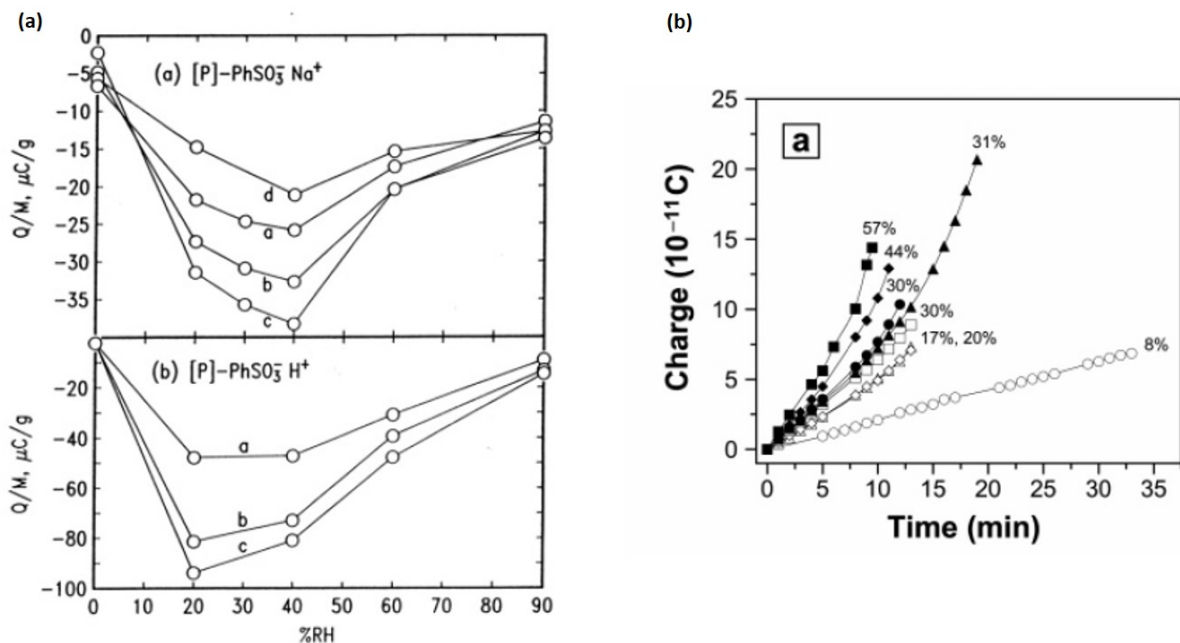 (a)
0
-5
-10
-15
-20
-25
-30
-35
Q/M, μC/g
(a) [P]-PhSO₃⁻ Na⁺
d
a
b
c
-20
-40
-60
-80
-100
Q/M, μC/g
(b) [P]-PhSO₃⁻ H⁺
a
b
c
0 10 20 30 40 50 60 70 80 90
%RH
(b)
a
25
20
15
10
5
0
Charge (10⁻¹¹C)
31%
57%
44%
30%
30%
17%, 20%
8%
0 5 10 15 20 25 30 35
Time (min)